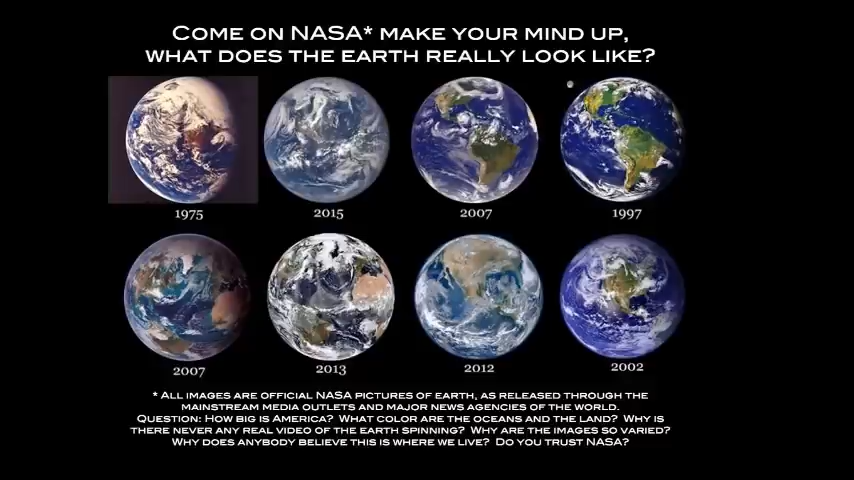 Come on NASA* make your mind up,
what does the earth really look like?
1975
2015
2007
1997
2007
2013
2012
2002
* All images are official NASA pictures of earth, as released through the
mainstream media outlets and major news agencies of the world.
Question: How big is America? What color are the oceans and the land? Why is
there never any real video of the earth spinning? Why are the images so varied?
Why does anybody believe this is where we live? Do you trust NASA?